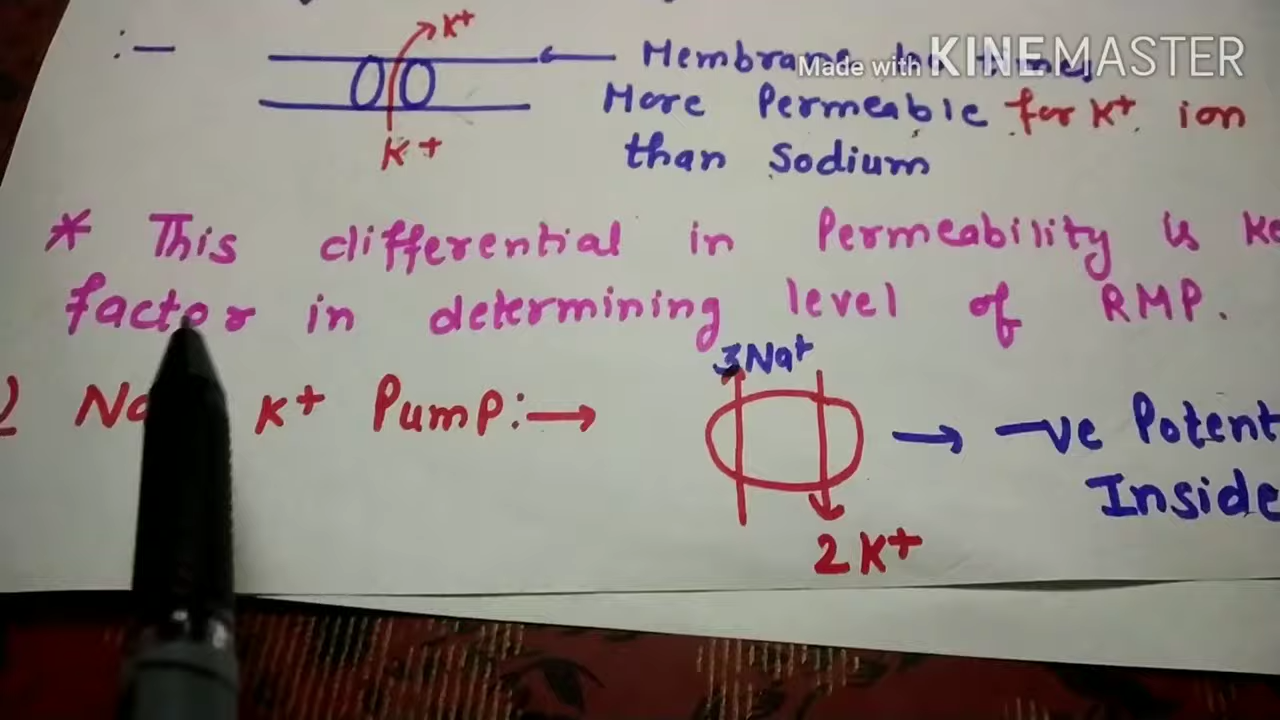 :- K+
Membrane
Made with KINEMASTER
More Permeable for K+ ion
K+
than Sodium
* This differential in Permeability is Ke
factor in determining level of RMP.
3Na+
K+ Pump:→
→ -ve Potent
Inside
2K+